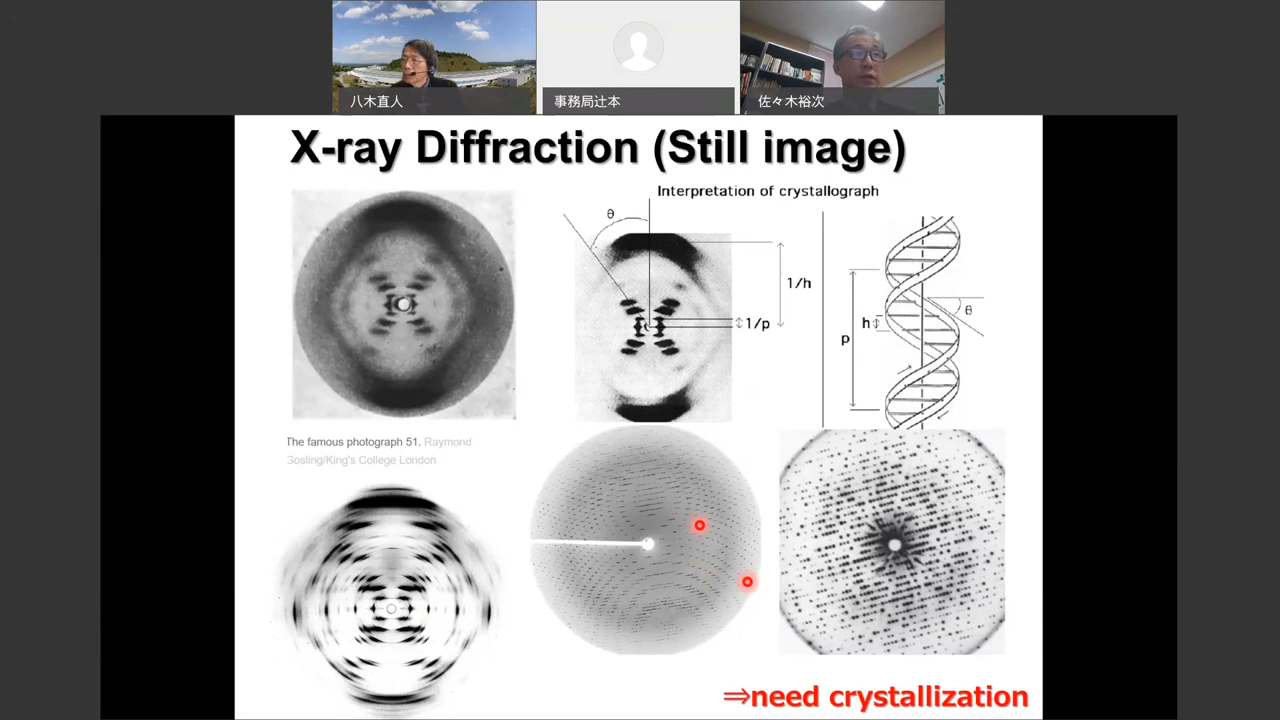 八木直人
事務局辻本
佐々木裕次
X-ray Diffraction (Still image)
Interpretation of crystallograph
θ
1/h
1/p
θ
h
p
The famous photograph 51. Raymond
Gosling/King's College London
⇒need crystallization